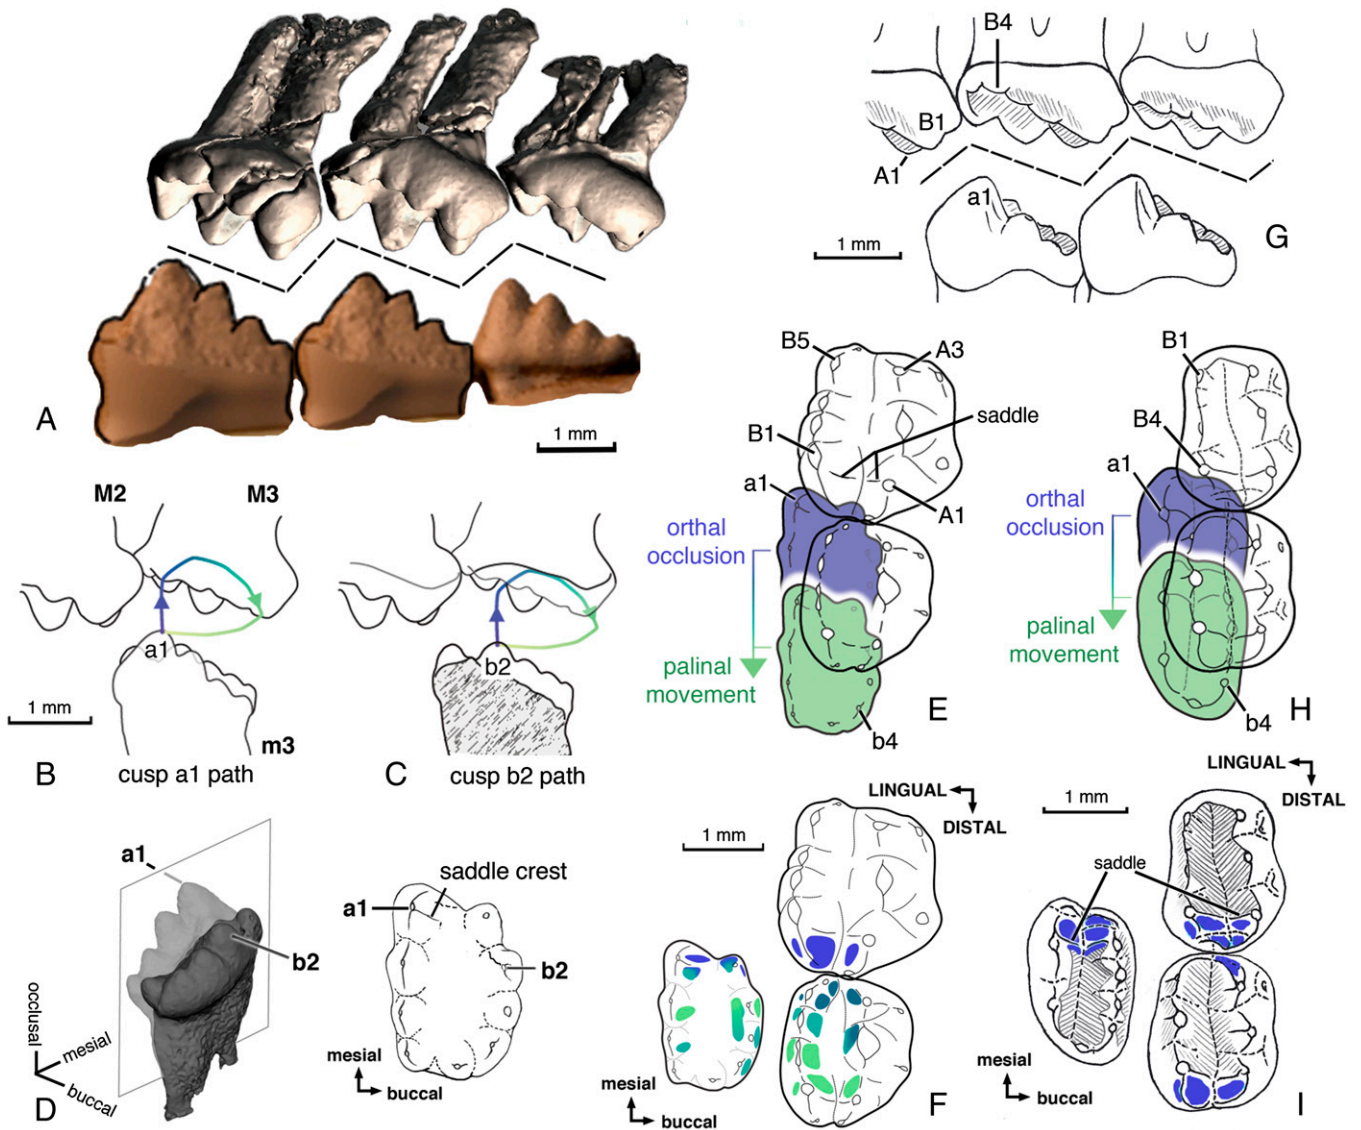 B4
B1
A1
a1
1 mm
G
A
1 mm
M2
M3
a1
1 mm
m3
B
cusp a1 path
b2
C
cusp b2 path
B5
A3
saddle
B1
a1
A1
orthal
occlusion
palinal
movement
E
b4
B1
B4
a1
orthal
occlusion
palinal
movement
H
b4
a1
b2
occlusal
mesial
buccal
D
saddle crest
a1
b2
mesial
buccal
LINGUAL
DISTAL
1 mm
mesial
buccal
F
LINGUAL
DISTAL
1 mm
saddle
mesial
buccal
I